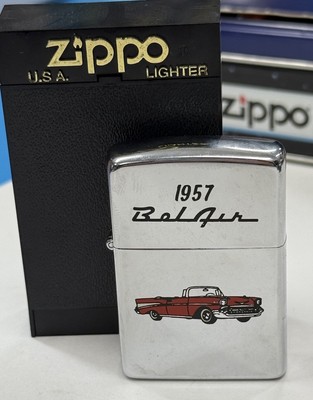 zippo
U.S.A. LIGHTER
zippo
1957
Bel Air